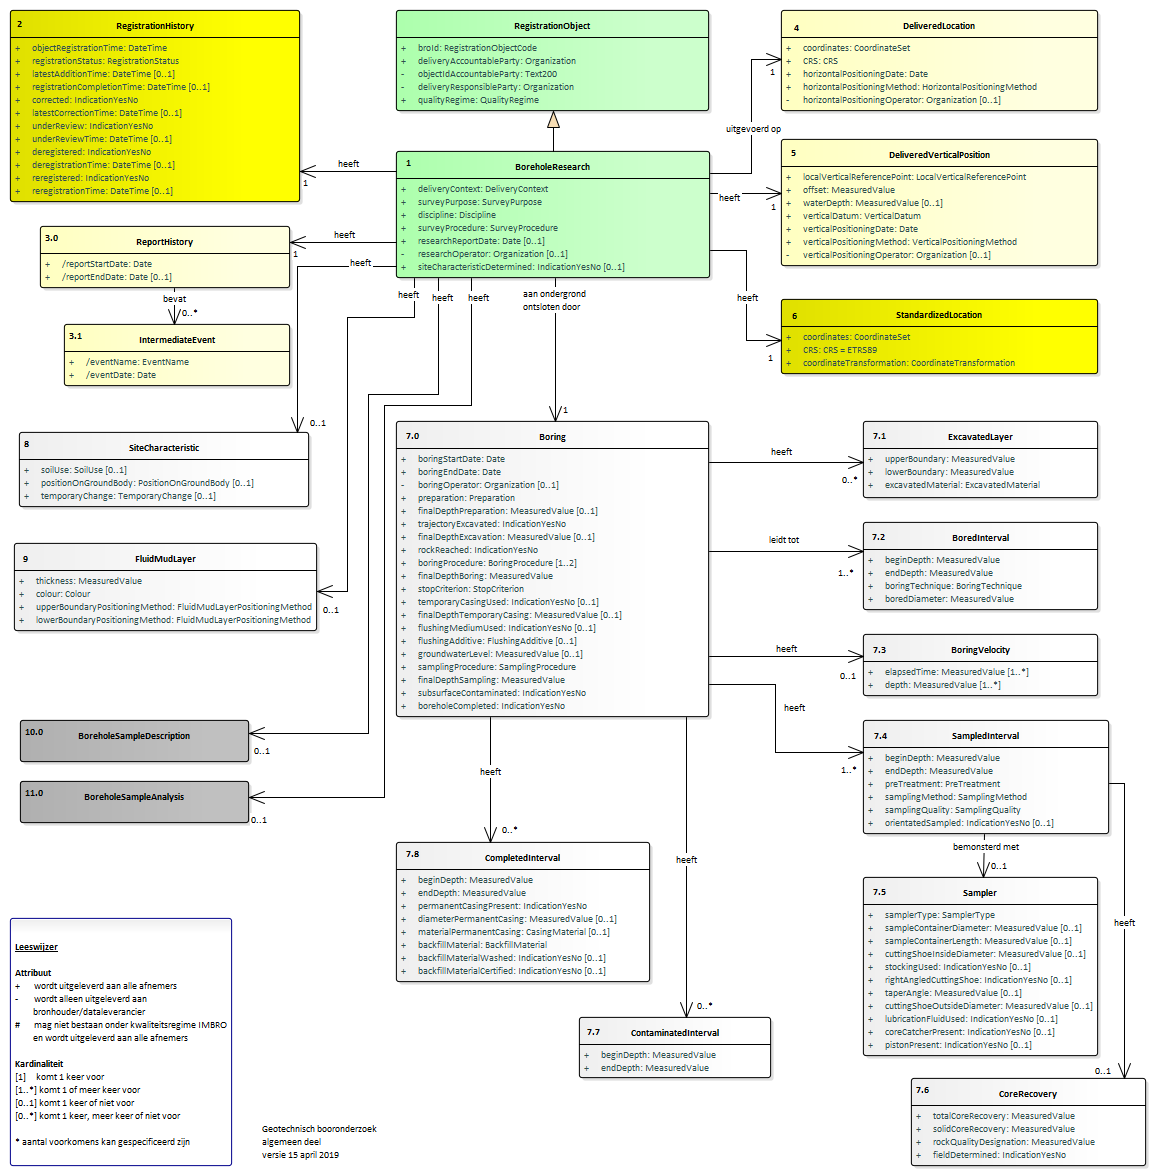 2
RegistrationHistory
+ objectRegistrationTime: DateTime
+ registrationStatus: RegistrationStatus
+ latestAdditionTime: DateTime [0..1]
+ registrationCompletionTime: DateTime [0..1]
+ corrected: IndicationYesNo
+ latestCorrectionTime: DateTime [0..1]
+ underReview: IndicationYesNo
+ underReviewTime: DateTime [0..1]
+ deregistered: IndicationYesNo
+ deregistrationTime: DateTime [0..1]
+ reregistered: IndicationYesNo
+ reregistrationTime: DateTime [0..1]
RegistrationObject
+ broId: RegistrationObjectCode
+ deliveryAccountableParty: Organization
- objectIdAccountableParty: Text200
- deliveryResponsibleParty: Organization
+ qualityRegime: QualityRegime
4
DeliveredLocation
+ coordinates: CoordinateSet
+ CRS: CRS
+ horizontalPositioningDate: Date
+ horizontalPositioningMethod: HorizontalPositioningMethod
- horizontalPositioningOperator: Organization [0..1]
1
uitgevoerd op
heeft
1
1
BoreholeResearch
+ deliveryContext: DeliveryContext
+ surveyPurpose: SurveyPurpose
+ discipline: Discipline
+ surveyProcedure: SurveyProcedure
+ researchReportDate: Date [0..1]
- researchOperator: Organization [0..1]
+ siteCharacteristicDetermined: IndicationYesNo [0..1]
5
DeliveredVerticalPosition
+ localVerticalReferencePoint: LocalVerticalReferencePoint
+ offset: MeasuredValue
+ waterDepth: MeasuredValue [0..1]
+ verticalDatum: VerticalDatum
+ verticalPositioningDate: Date
+ verticalPositioningMethod: VerticalPositioningMethod
- verticalPositioningOperator: Organization [0..1]
heeft
1
3.0
ReportHistory
+ /reportStartDate: Date
+ /reportEndDate: Date [0..1]
heeft
1
heeft
bevat
0..*
3.1
IntermediateEvent
+ /eventName: EventName
+ /eventDate: Date
heeft
heeft
heeft
aan ondergrond
ontsloten door
heeft
1
6
StandardizedLocation
+ coordinates: CoordinateSet
+ CRS: CRS = ETRS89
+ coordinateTransformation: CoordinateTransformation
0..1
1
8
SiteCharacteristic
+ soilUse: SoilUse [0..1]
+ positionOnGroundBody: PositionOnGroundBody [0..1]
+ temporaryChange: TemporaryChange [0..1]
7.0
Boring
+ boringStartDate: Date
+ boringEndDate: Date
- boringOperator: Organization [0..1]
+ preparation: Preparation
+ finalDepthPreparation: MeasuredValue [0..1]
+ trajectoryExcavated: IndicationYesNo
+ finalDepthExcavation: MeasuredValue [0..1]
+ rockReached: IndicationYesNo
+ boringProcedure: BoringProcedure [1..2]
+ finalDepthBoring: MeasuredValue
+ stopCriterion: StopCriterion
+ temporaryCasingUsed: IndicationYesNo [0..1]
+ finalDepthTemporaryCasing: MeasuredValue [0..1]
+ flushingMediumUsed: IndicationYesNo [0..1]
+ flushingAdditive: FlushingAdditive [0..1]
+ groundwaterLevel: MeasuredValue [0..1]
+ samplingProcedure: SamplingProcedure
+ finalDepthSampling: MeasuredValue
+ subsurfaceContaminated: IndicationYesNo
+ boreholeCompleted: IndicationYesNo
heeft
0..*
7.1
ExcavatedLayer
+ upperBoundary: MeasuredValue
+ lowerBoundary: MeasuredValue
+ excavatedMaterial: ExcavatedMaterial
9
FluidMudLayer
+ thickness: MeasuredValue
+ colour: Colour
+ upperBoundaryPositioningMethod: FluidMudLayerPositioningMethod
+ lowerBoundaryPositioningMethod: FluidMudLayerPositioningMethod
0..1
leidt tot
1..*
7.2
BoredInterval
+ beginDepth: MeasuredValue
+ endDepth: MeasuredValue
+ boringTechnique: BoringTechnique
+ boredDiameter: MeasuredValue
heeft
0..1
7.3
BoringVelocity
+ elapsedTime: MeasuredValue [1..*]
+ depth: MeasuredValue [1..*]
heeft
1..*
7.4
SampledInterval
+ beginDepth: MeasuredValue
+ endDepth: MeasuredValue
+ preTreatment: PreTreatment
+ samplingMethod: SamplingMethod
+ samplingQuality: SamplingQuality
+ orientatedSampled: IndicationYesNo [0..1]
10.0
BoreholeSampleDescription
0..1
11.0
BoreholeSampleAnalysis
0..1
heeft
0..*
heeft
bemonsterd met
0..1
7.8
CompletedInterval
+ beginDepth: MeasuredValue
+ endDepth: MeasuredValue
+ permanentCasingPresent: IndicationYesNo
+ diameterPermanentCasing: MeasuredValue [0..1]
+ materialPermanentCasing: CasingMaterial [0..1]
+ backfillMaterial: BackfillMaterial
+ backfillMaterialWashed: IndicationYesNo [0..1]
+ backfillMaterialCertified: IndicationYesNo [0..1]
7.5
Sampler
+ samplerType: SamplerType
+ sampleContainerDiameter: MeasuredValue [0..1]
+ sampleContainerLength: MeasuredValue [0..1]
+ cuttingShoeInsideDiameter: MeasuredValue [0..1]
+ stockingUsed: IndicationYesNo [0..1]
+ rightAngledCuttingShoe: IndicationYesNo [0..1]
+ taperAngle: MeasuredValue [0..1]
+ cuttingShoeOutsideDiameter: MeasuredValue [0..1]
+ lubricationFluidUsed: IndicationYesNo [0..1]
+ coreCatcherPresent: IndicationYesNo [0..1]
+ pistonPresent: IndicationYesNo [0..1]
heeft
0..1
0..*
7.7
ContaminatedInterval
+ beginDepth: MeasuredValue
+ endDepth: MeasuredValue
7.6
CoreRecovery
+ totalCoreRecovery: MeasuredValue
+ solidCoreRecovery: MeasuredValue
+ rockQualityDesignation: MeasuredValue
+ fieldDetermined: IndicationYesNo
Leeswijzer
Attribuut
+ wordt uitgeleverd aan alle afnemers
- wordt alleen uitgeleverd aan
bronhouder/dataleverancier
# mag niet bestaan onder kwaliteitsregime IMBRO
en wordt uitgeleverd aan alle afnemers
Kardinaliteit
[1] komt 1 keer voor
[1..*] komt 1 of meer keer voor
[0..1] komt 1 keer of niet voor
[0..*] komt 1 keer, meer keer of niet voor
* aantal voorkomens kan gespecificeerd zijn
Geotechnisch booronderzoek
algemeen deel
versie 15 april 2019